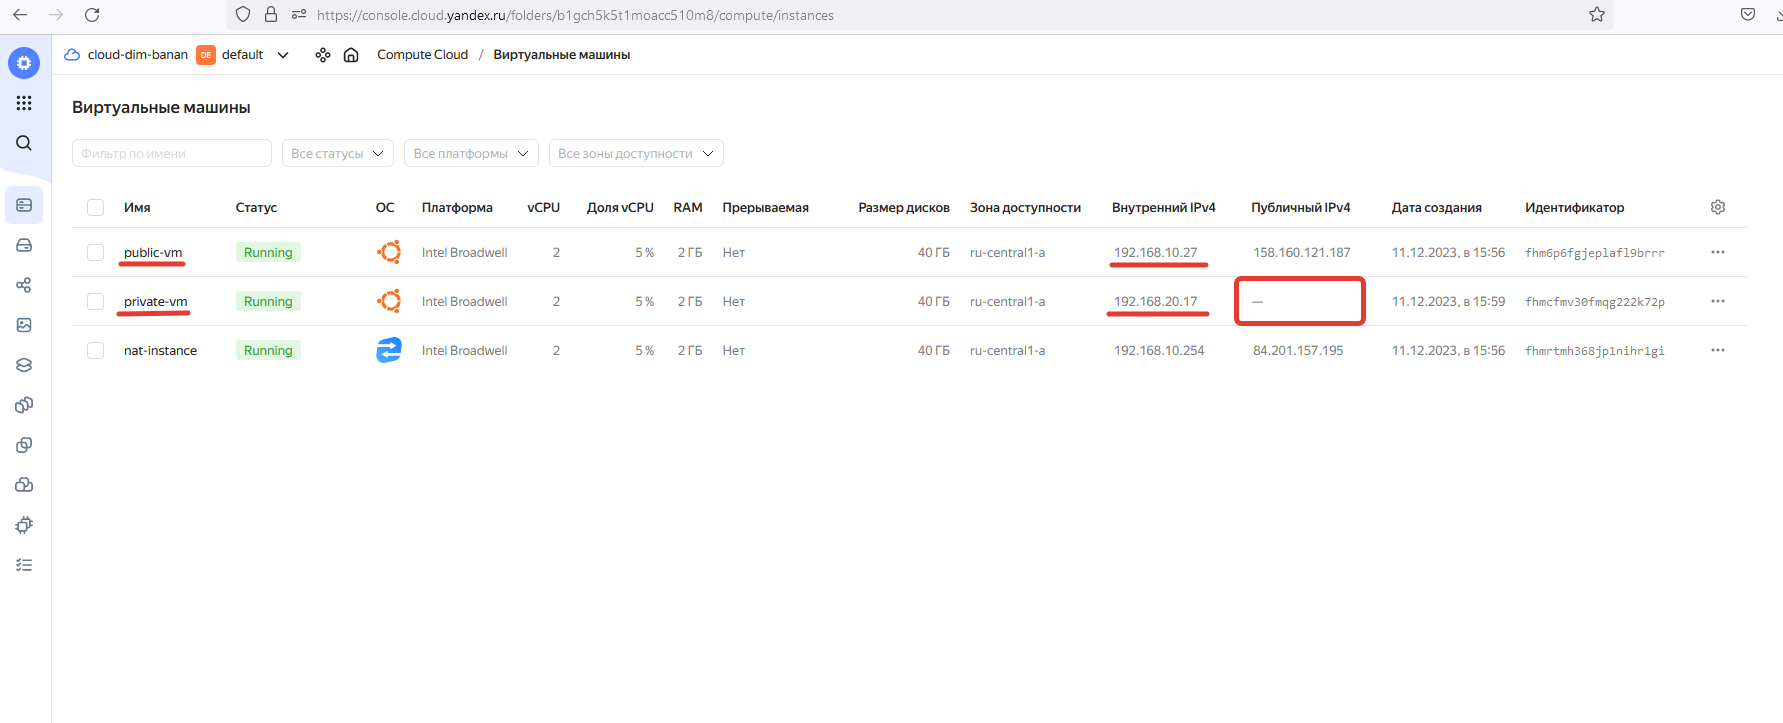 https://console.cloud.yandex.ru/folders/b1gch5k5t1moacc510m8/compute/instances
cloud-dim-banan DE default Compute Cloud / Виртуальные машины
Виртуальные машины
Фильтр по имени Все статусы Все платформы Все зоны доступности
Имя Статус ОС Платформа vCPU Доля vCPU RAM Прерываемая Размер дисков Зона доступности Внутренний IPv4 Публичный IPv4 Дата создания Идентификатор
public-vm Running Intel Broadwell 2 5 % 2 ГБ Нет 40 ГБ ru-central1-a 192.168.10.27 158.160.121.187 11.12.2023, в 15:56 fhm6p6fgjeplafl9brrr
private-vm Running Intel Broadwell 2 5 % 2 ГБ Нет 40 ГБ ru-central1-a 192.168.20.17 — 11.12.2023, в 15:59 fhmcfmv30fmqg222k72p
nat-instance Running Intel Broadwell 2 5 % 2 ГБ Нет 40 ГБ ru-central1-a 192.168.10.254 84.201.157.195 11.12.2023, в 15:56 fhmrtmh368jp1nihr1gi